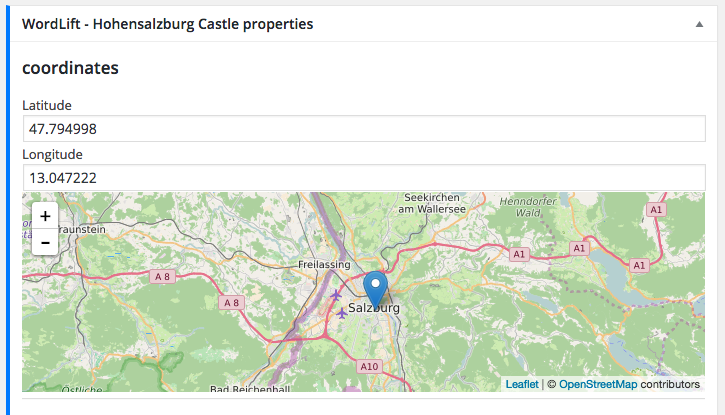 WordLift - Hohensalzburg Castle properties
coordinates
Latitude
47.794998
Longitude
13.047222
+
-
Seekirchen
am Wallersee
Henndorfer
Wald
A1
Traunstein
A1
A1
A1
Freilassing
A 8
A 8
Salzburg
A10
Östliche
Bad Reichenhall
Leaflet | © OpenStreetMap contributors